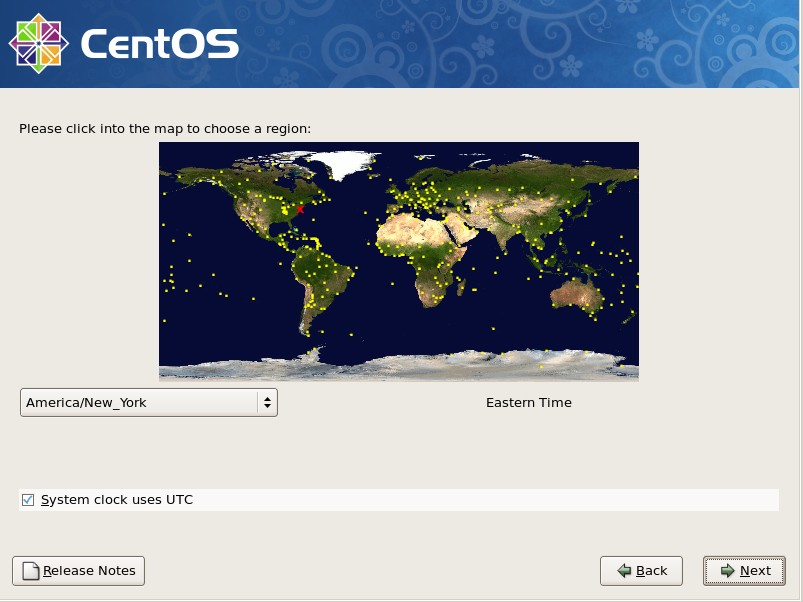 CentOS
Please click into the map to choose a region:
America/New_York
Eastern Time
System clock uses UTC
Release Notes
Back
Next